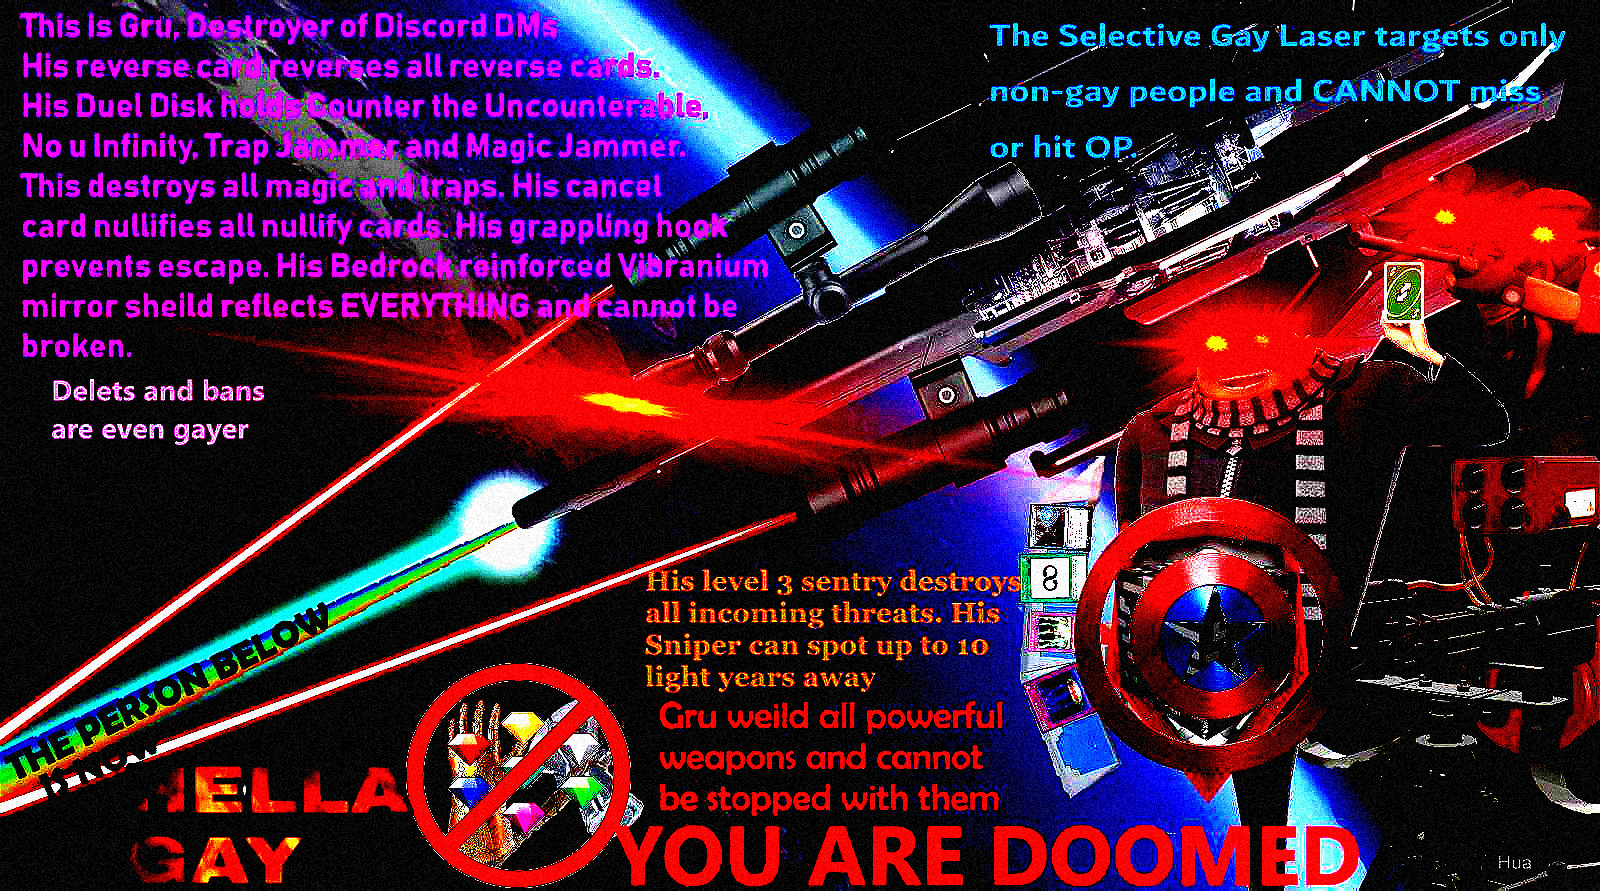 This is Gru, Destroyer of Discord DMs
His reverse card reverses all reverse cards.
His Duel Disk holds Counter the Uncounterable,
No u Infinity, Trap Jammer and Magic Jammer.
This destroys all magic and traps. His cancel
card nullifies all nullify cards. His grappling hook
prevents escape. His Bedrock reinforced Vibranium
mirror sheild reflects EVERYTHING and cannot be
broken.
Delets and bans
are even gayer
The Selective Gay Laser targets only
non-gay people and CANNOT miss
or hit OP.
His level 3 sentry destroys
all incoming threats. His
Sniper can spot up to 10
light years away
Gru weild all powerful
weapons and cannot
be stopped with them
THE PERSON BELOW
IS NOW
HELLA
GAY
YOU ARE DOOMED
Hua